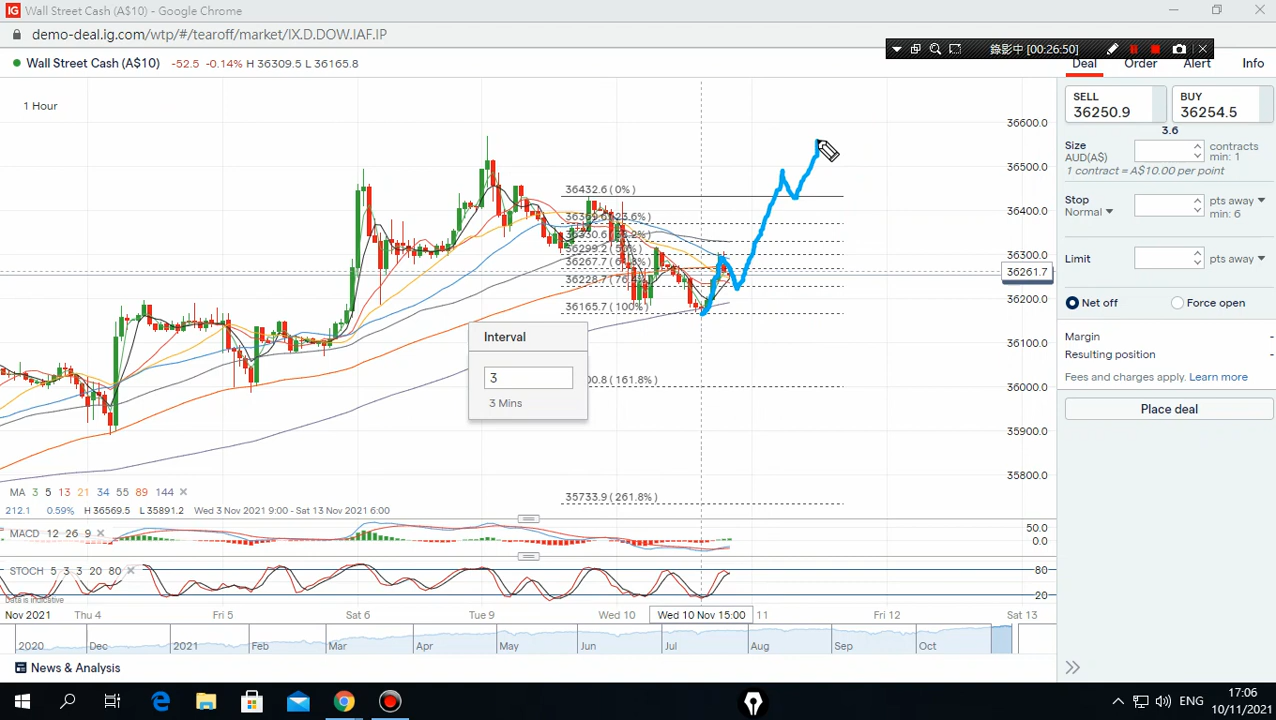 IG Wall Street Cash (A$10) - Google Chrome
demo-deal.ig.com/wtp/#/tearoff/market/IX.D.DOW.IAF.IP
錄影中 [00:26:50]
Wall Street Cash (A$10) -52.5 -0.14% H 36309.5 L 36165.8
Deal Order Alert Info
1 Hour
SELL
36250.9
BUY
36254.5
3.6
Size
AUD(A$)
contracts
min: 1
1 contract = A$10.00 per point
Stop
Normal
pts away
min: 6
Limit
pts away
Net off
Force open
Margin -
Resulting position -
Fees and charges apply. Learn more
Place deal
36600.0
36500.0
36400.0
36300.0
36261.7
36200.0
36100.0
36000.0
35900.0
35800.0
36432.6 ( 0% )
36165.7 ( 100% )
00.8 ( 161.8% )
35733.9 ( 261.8% )
Interval
3
3 Mins
MA 3 5 13 21 34 55 89 144
212.1 0.59% H 36569.5 L 35891.2 Wed 3 Nov 2021 9:00 - Sat 13 Nov 2021 6:00
MACD 12 26 9
50.0
0.0
STOCH 5 3 3 20 80
80
20
Data is indicative
Nov 2021 Thu 4 Fri 5 Sat 6 Tue 9 Wed 10 Wed 10 Nov 15:00 11 Fri 12 Sat 13
2020 Dec 2021 Feb Mar Apr May Jun Jul Aug Sep Oct
News & Analysis
ENG
17:06
10/11/2021